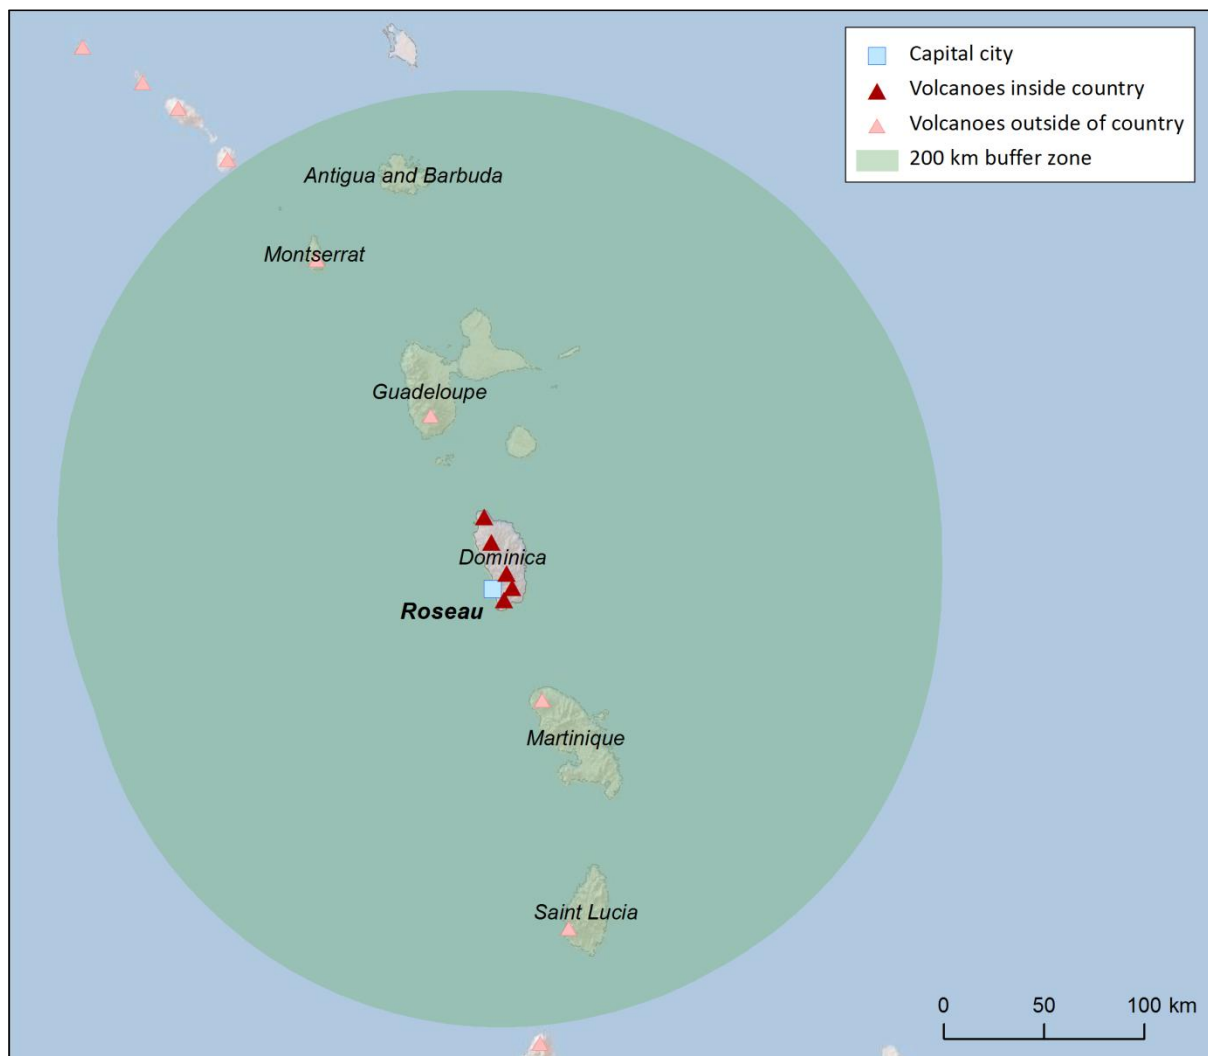 Capital city
Volcanoes inside country
Volcanoes outside of country
200 km buffer zone
Antigua and Barbuda
Montserrat
Guadeloupe
Dominica
Roseau
Martinique
Saint Lucia
0 50 100 km